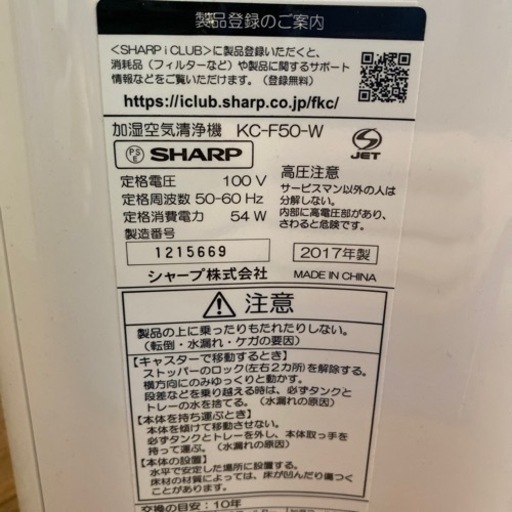 製品登録のご案内
<SHARP i CLUB>に製品登録いただくと、
消耗品(フィルターなど)や製品に関するサポート
情報などをご覧いただけます。(登録無料)
https://iclub.sharp.co.jp/fkc/
加湿空気清浄機 KC-F50-W
PS E SHARP
S JET
定格電圧 100 V
定格周波数 50-60 Hz
定格消費電力 54 W
製造番号
1215669
シャープ株式会社
高圧注意
サービスマン以外の人は
分解しない。
内部に高電圧部があり、
さわると危険です。
2017年製
MADE IN CHINA
注意
製品の上に乗ったりもたれたりしない。
(転倒・水漏れ・ケガの要因)
【キャスターで移動するとき】
ストッパーのロック(左右2カ所)を解除する。
横方向にのみゆっくりと動かす。
段差などを乗り越える時は、必ずタンクと
トレーの水を捨てる。(水漏れの原因)
【本体を持ち運ぶとき】
本体を傾けて移動させない。
必ずタンクとトレーを外し、本体取っ手を
持って運ぶ。(水漏れの原因)
【本体の設置】
水平で安定した場所に設置する。
床材の材質によっては、床が凹んだり傷つく
ことがあります。
交換の目安:10年